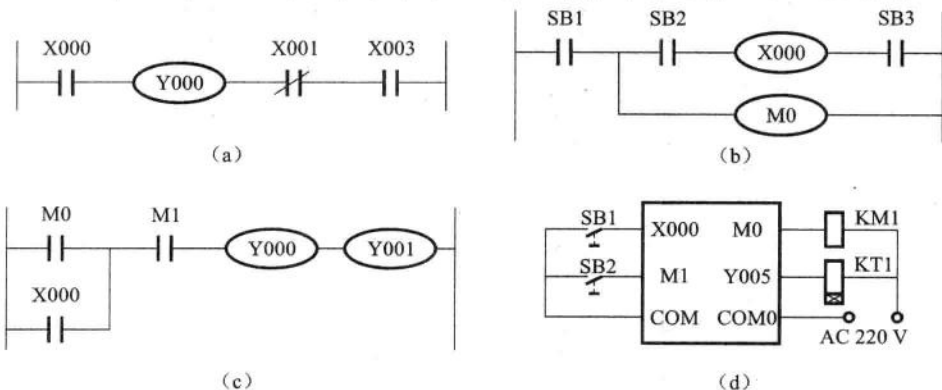 X000
Y000
X001
X003
(a)
SB1
SB2
X000
SB3
M0
(b)
M0
M1
Y000
Y001
X000
(c)
SB1
X000
M0
KM1
SB2
M1
Y005
KT1
COM
COM0
AC 220 V
(d)